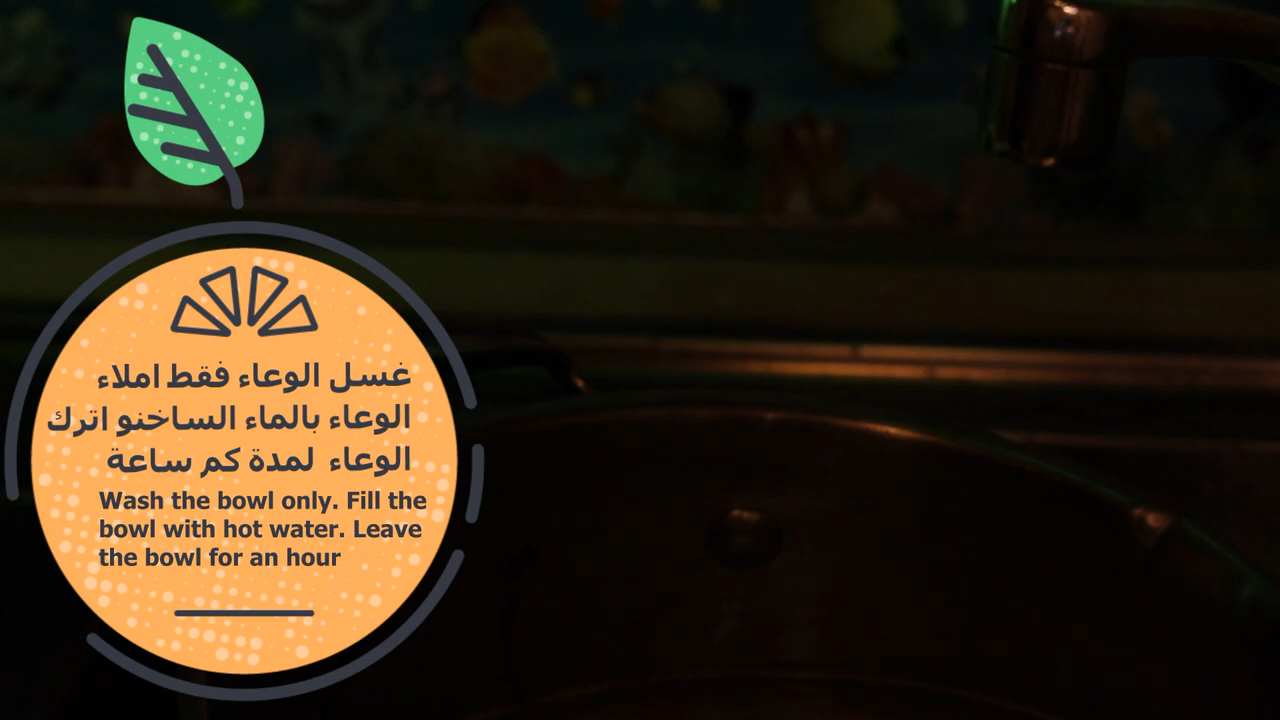 غسل الوعاء فقط املاء
الوعاء بالماء الساخنو اترك
الوعاء لمدة كم ساعة
Wash the bowl only. Fill the
bowl with hot water. Leave
the bowl for an hour